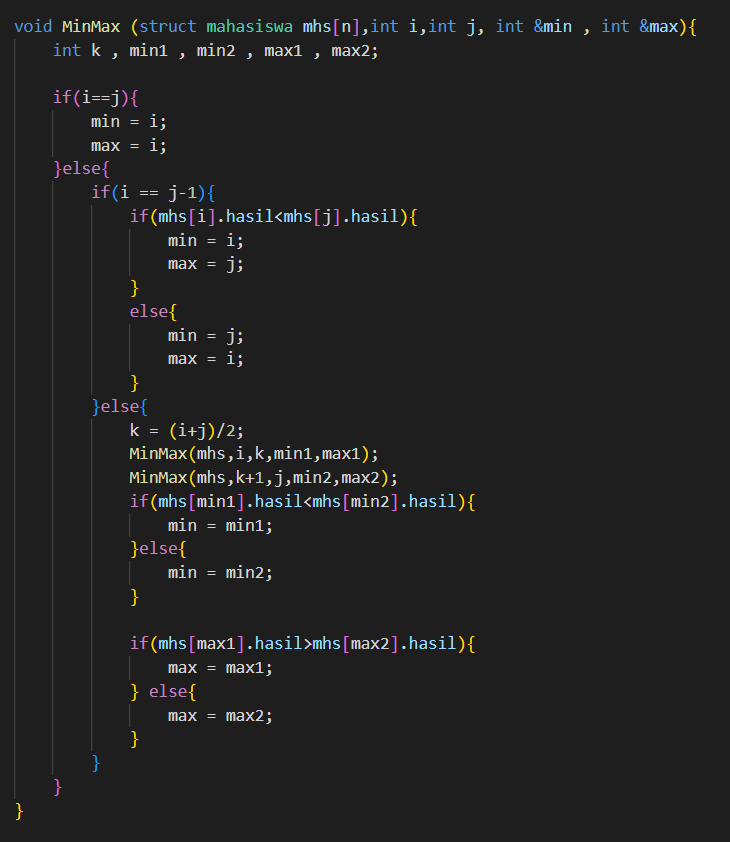 void MinMax (struct mahasiswa mhs[n],int i,int j, int &min , int &max){
    int k , min1 , min2 , max1 , max2;

    if(i==j){
        min = i;
        max = i;
    }else{
        if(i == j-1){
            if(mhs[i].hasil<mhs[j].hasil){
                min = i;
                max = j;
            }
            else{
                min = j;
                max = i;
            }
        }else{
            k = (i+j)/2;
            MinMax(mhs,i,k,min1,max1);
            MinMax(mhs,k+1,j,min2,max2);
            if(mhs[min1].hasil<mhs[min2].hasil){
                min = min1;
            }else{
                min = min2;
            }

            if(mhs[max1].hasil>mhs[max2].hasil){
                max = max1;
            } else{
                max = max2;
            }
        }
    }
}